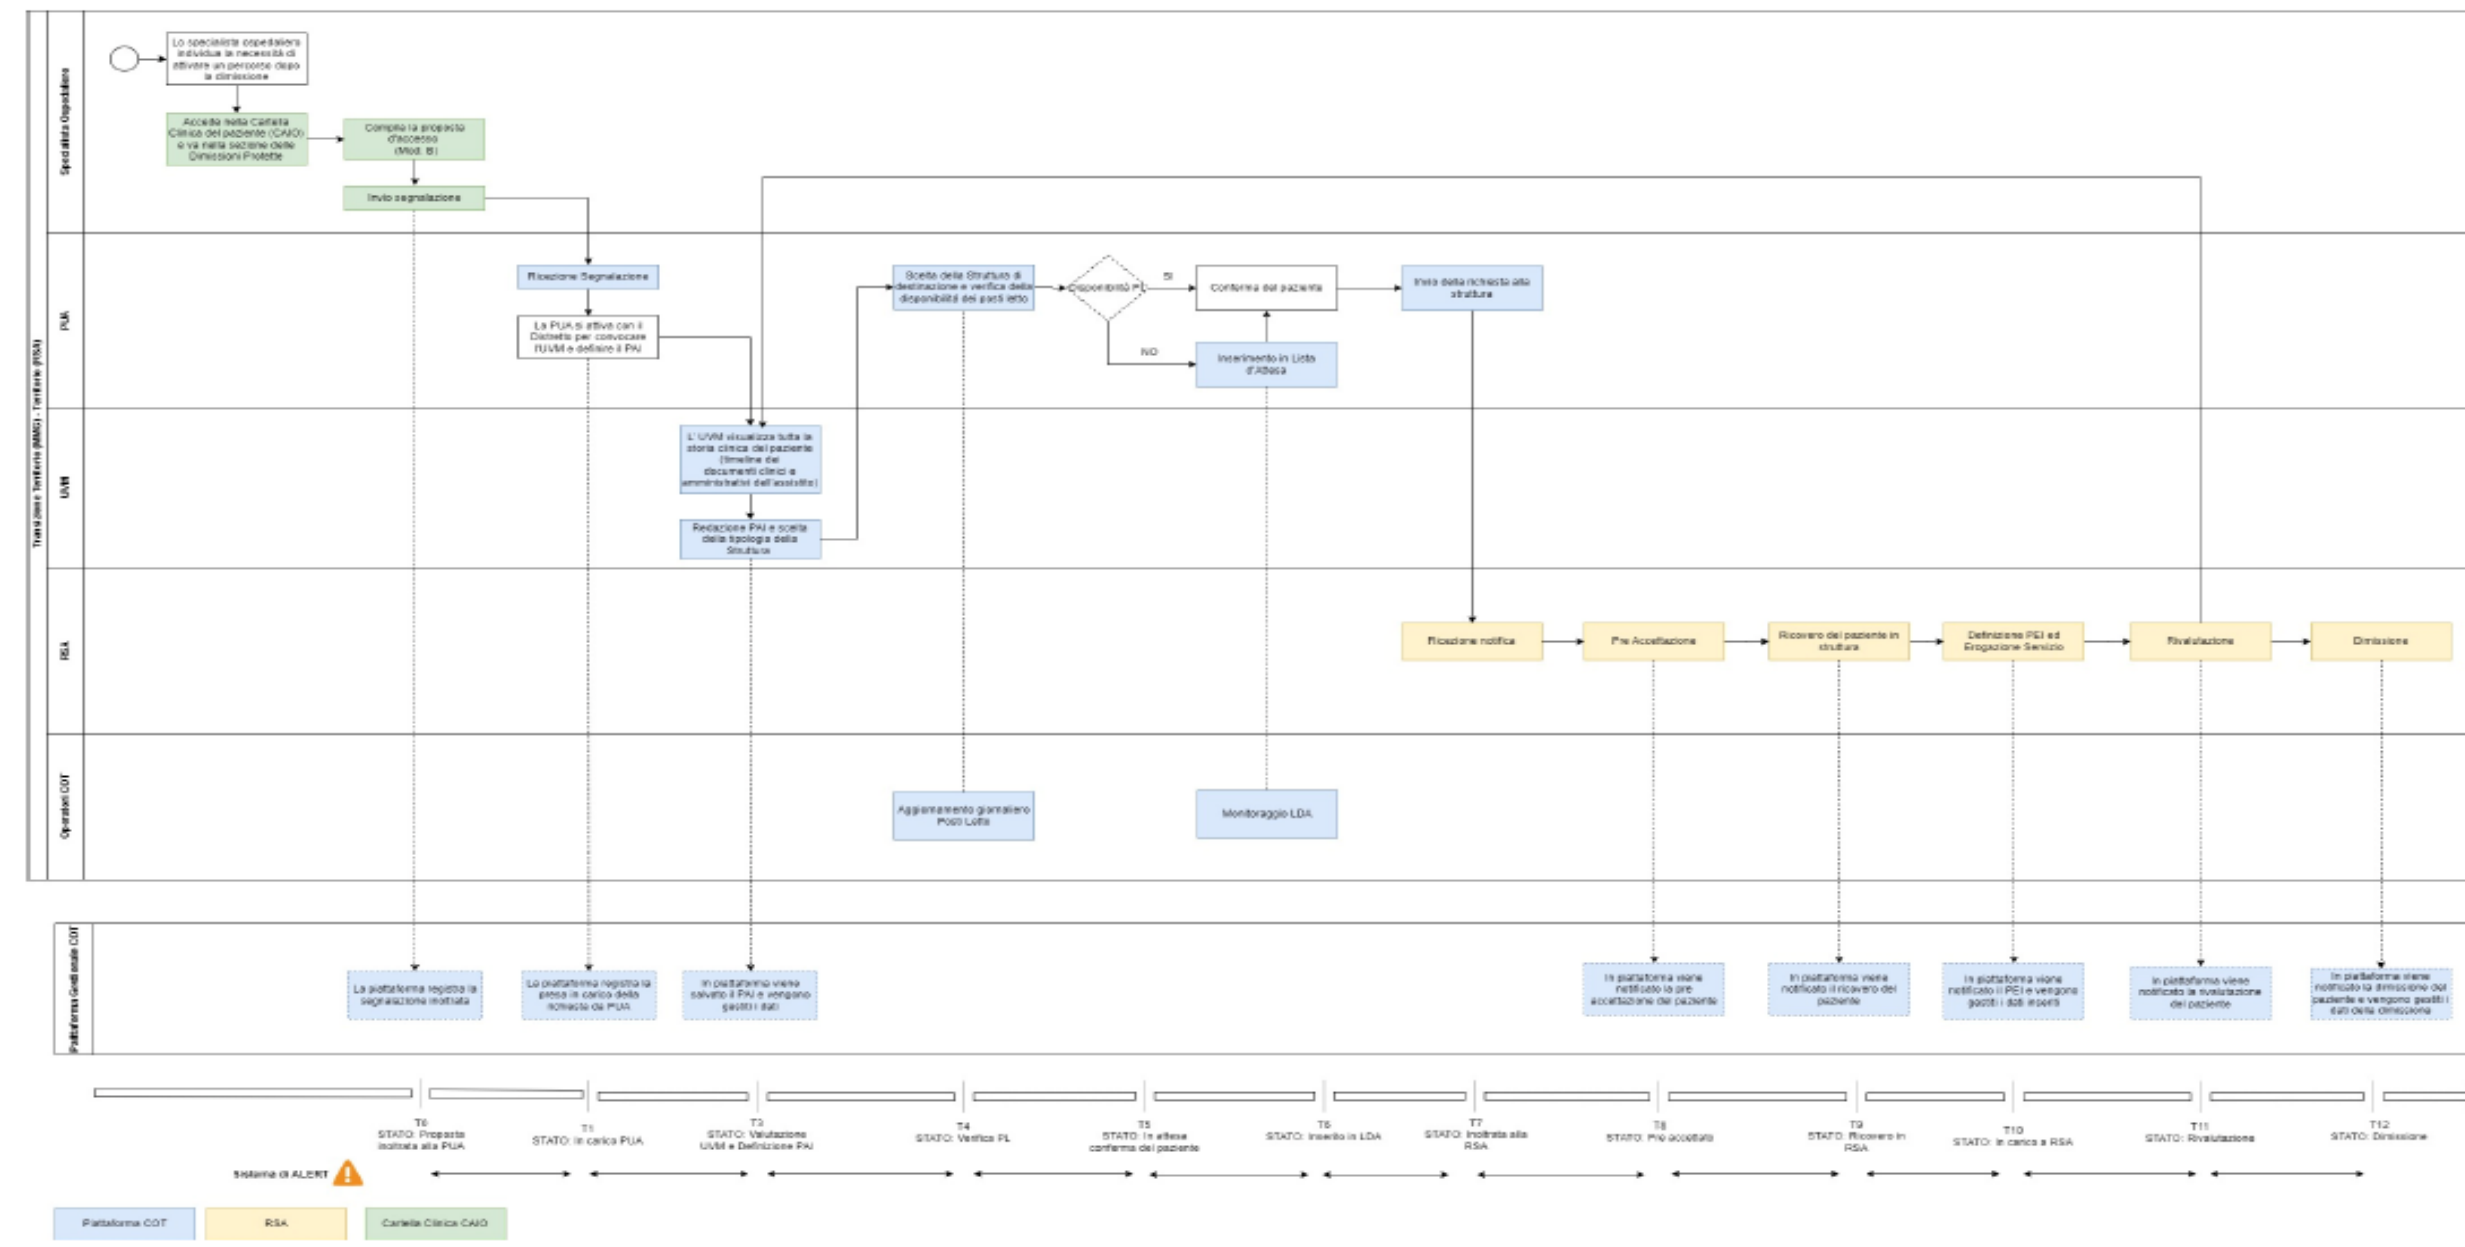 Transizione Territorio (MMG) - Territorio (RSA)
Specialista Ospedaliero
Lo specialista ospedaliero
individua la necessità di
attivare un percorso dopo
la dimissione
Accede nella Cartella
Clinica del paziente (CAIO)
e va nella sezione delle
Dimissioni Protette
Compila la proposta
d'accesso
(Mod. B)
Invio segnalazione
PUA
Ricezione Segnalazione
La PUA si attiva con il
Distretto per convocare
l'UVM e definire il PAI
Scelta della Struttura di
destinazione e verifica della
disponibilità dei posti letto
Disponibilità PL
SI
NO
Conferma del paziente
Inserimento in Lista
d'Attesa
Invio della richiesta alla
struttura
UVM
L' UVM visualizza tutta la
storia clinica del paziente
(timeline dei
documenti clinici e
amministrativi dell'assistito)
Redazione PAI e scelta
della tipologia della
Struttura
RSA
Ricezione notifica
Pre Accettazione
Ricovero del paziente in
struttura
Definizione PEI ed
Erogazione Servizio
Rivalutazione
Dimissione
Operatori COT
Aggiornamento giornaliero
Posti Letto
Monitoraggio LDA
Piattaforma Gestionale COT
La piattaforma registra la
segnalazione inoltrata
La piattaforma registra la
presa in carico della
richiesta da PUA
In piattaforma viene
salvato il PAI e vengono
gestiti i dati
In piattaforma viene
notificato la pre
accettazione del paziente
In piattaforma viene
notificato il ricovero del
paziente
In piattaforma viene
notificato il PEI e vengono
gestiti i dati inseriti
In piattaforma viene
notificato la rivalutazione
del paziente
In piattaforma viene
notificato la dimissione del
paziente e vengono gestiti i
dati della dimissione
T0
STATO: Proposta
inoltrata alla PUA
T1
STATO: In carico PUA
T3
STATO: Valutazione
UVM e Definizione PAI
T4
STATO: Verifica PL
T5
STATO: In attesa
conferma del paziente
T6
STATO: Inserito in LDA
T7
STATO: Inoltrata alla
RSA
T8
STATO: Pre accettato
T9
STATO: Ricovero in
RSA
T10
STATO: In carico a RSA
T11
STATO: Rivalutazione
T12
STATO: Dimissione
Sistema di ALERT
Piattaforma COT
RSA
Cartella Clinica CAIO